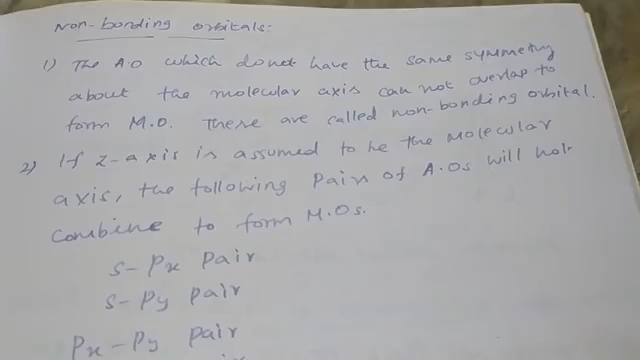 Non-bonding orbitals:
1) The A.O which donot have the same symmetry
about the molecular axis can not overlap to
form M.O. These are called non-bonding orbital.
2) If z-axis is assumed to be the molecular
axis, the following pairs of A.Os will not
combine to form M.Os.
s-Px pair
s-Py pair
Px-Py pair